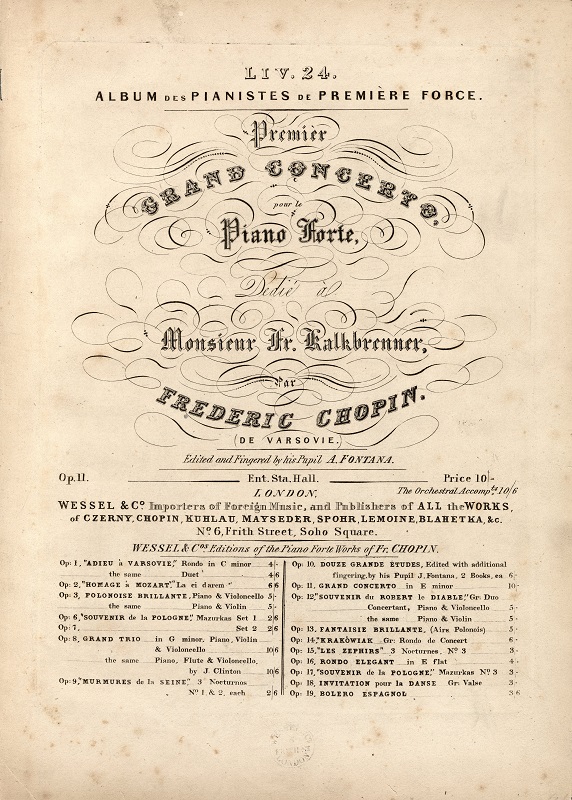 LIV. 24.
ALBUM DES PIANISTES DE PREMIÈRE FORCE.
Premier
GRAND CONCERTO,
pour le
Piano Forte,
Dedié à
Monsieur Fr. Kalkbrenner,
Par
FREDERIC CHOPIN.
(DE VARSOVIE.)
Edited and Fingered by his Pupil A. FONTANA.
Op. 11. Ent. Sta. Hall. Price 10/-
LONDON, The Orchestral Accompts. 10/6
WESSEL & Co. Importers of Foreign Music, and Publishers of ALL the WORKS,
of CZERNY, CHOPIN, KUHLAU, MAYSEDER, SPOHR, LEMOINE, BLAHETKA, &c.
No. 6, Frith Street, Soho Square.
WESSEL & Cos. Editions of the Piano Forte Works of Fr. CHOPIN.
Op: 1, "ADIEU à VARSOVIE," Rondo in C minor 4/-
the same Duet 4/6
Op: 2, "HOMAGE à MOZART," "La ci darem" 6/6
Op: 3, POLONOISE BRILLANTE, Piano & Violoncello 5/-
the same Piano & Violin 5/-
Op: 6, "SOUVENIR de la POLOGNE," Mazurkas Set 1 2/6
Op: 7, Set 2 2/6
Op: 8, GRAND TRIO in G minor, Piano, Violin
& Violoncello 10/6
the same Piano, Flute & Violoncello,
by J. Clinton 10/6
Op: 9, "MURMURES de la SEINE," 3 Nocturnos
No. 1 & 2, each 2/6
Op: 10, DOUZE GRANDE ÉTUDES, Edited with additional
fingering, by his Pupil J. Fontana, 2 Books, ea 6/-
Op: 11, GRAND CONCERTO in E minor 10/-
Op: 12, "SOUVENIR du ROBERT le DIABLE," Gr: Duo
Concertant, Piano & Violoncello 5/-
the same Piano & Violin 5/-
Op: 13, FANTAISIE BRILLANTE, (Airs Polonois) 5/-
Op: 14, "KRAKÒWIAK Gr: Rondo de Concert 6/-
Op: 15, "LES ZEPHIRS" 3 Nocturnes, No. 3 3/-
Op: 16, RONDO ELEGANT in E flat 4/-
Op: 17, "SOUVENIR de la POLOGNE," Mazurkas No. 3 3/-
Op: 18, INVITATION pour la DANSE Gr: Valse 3/-
Op: 19, BOLERO ESPAGNOL 3/6